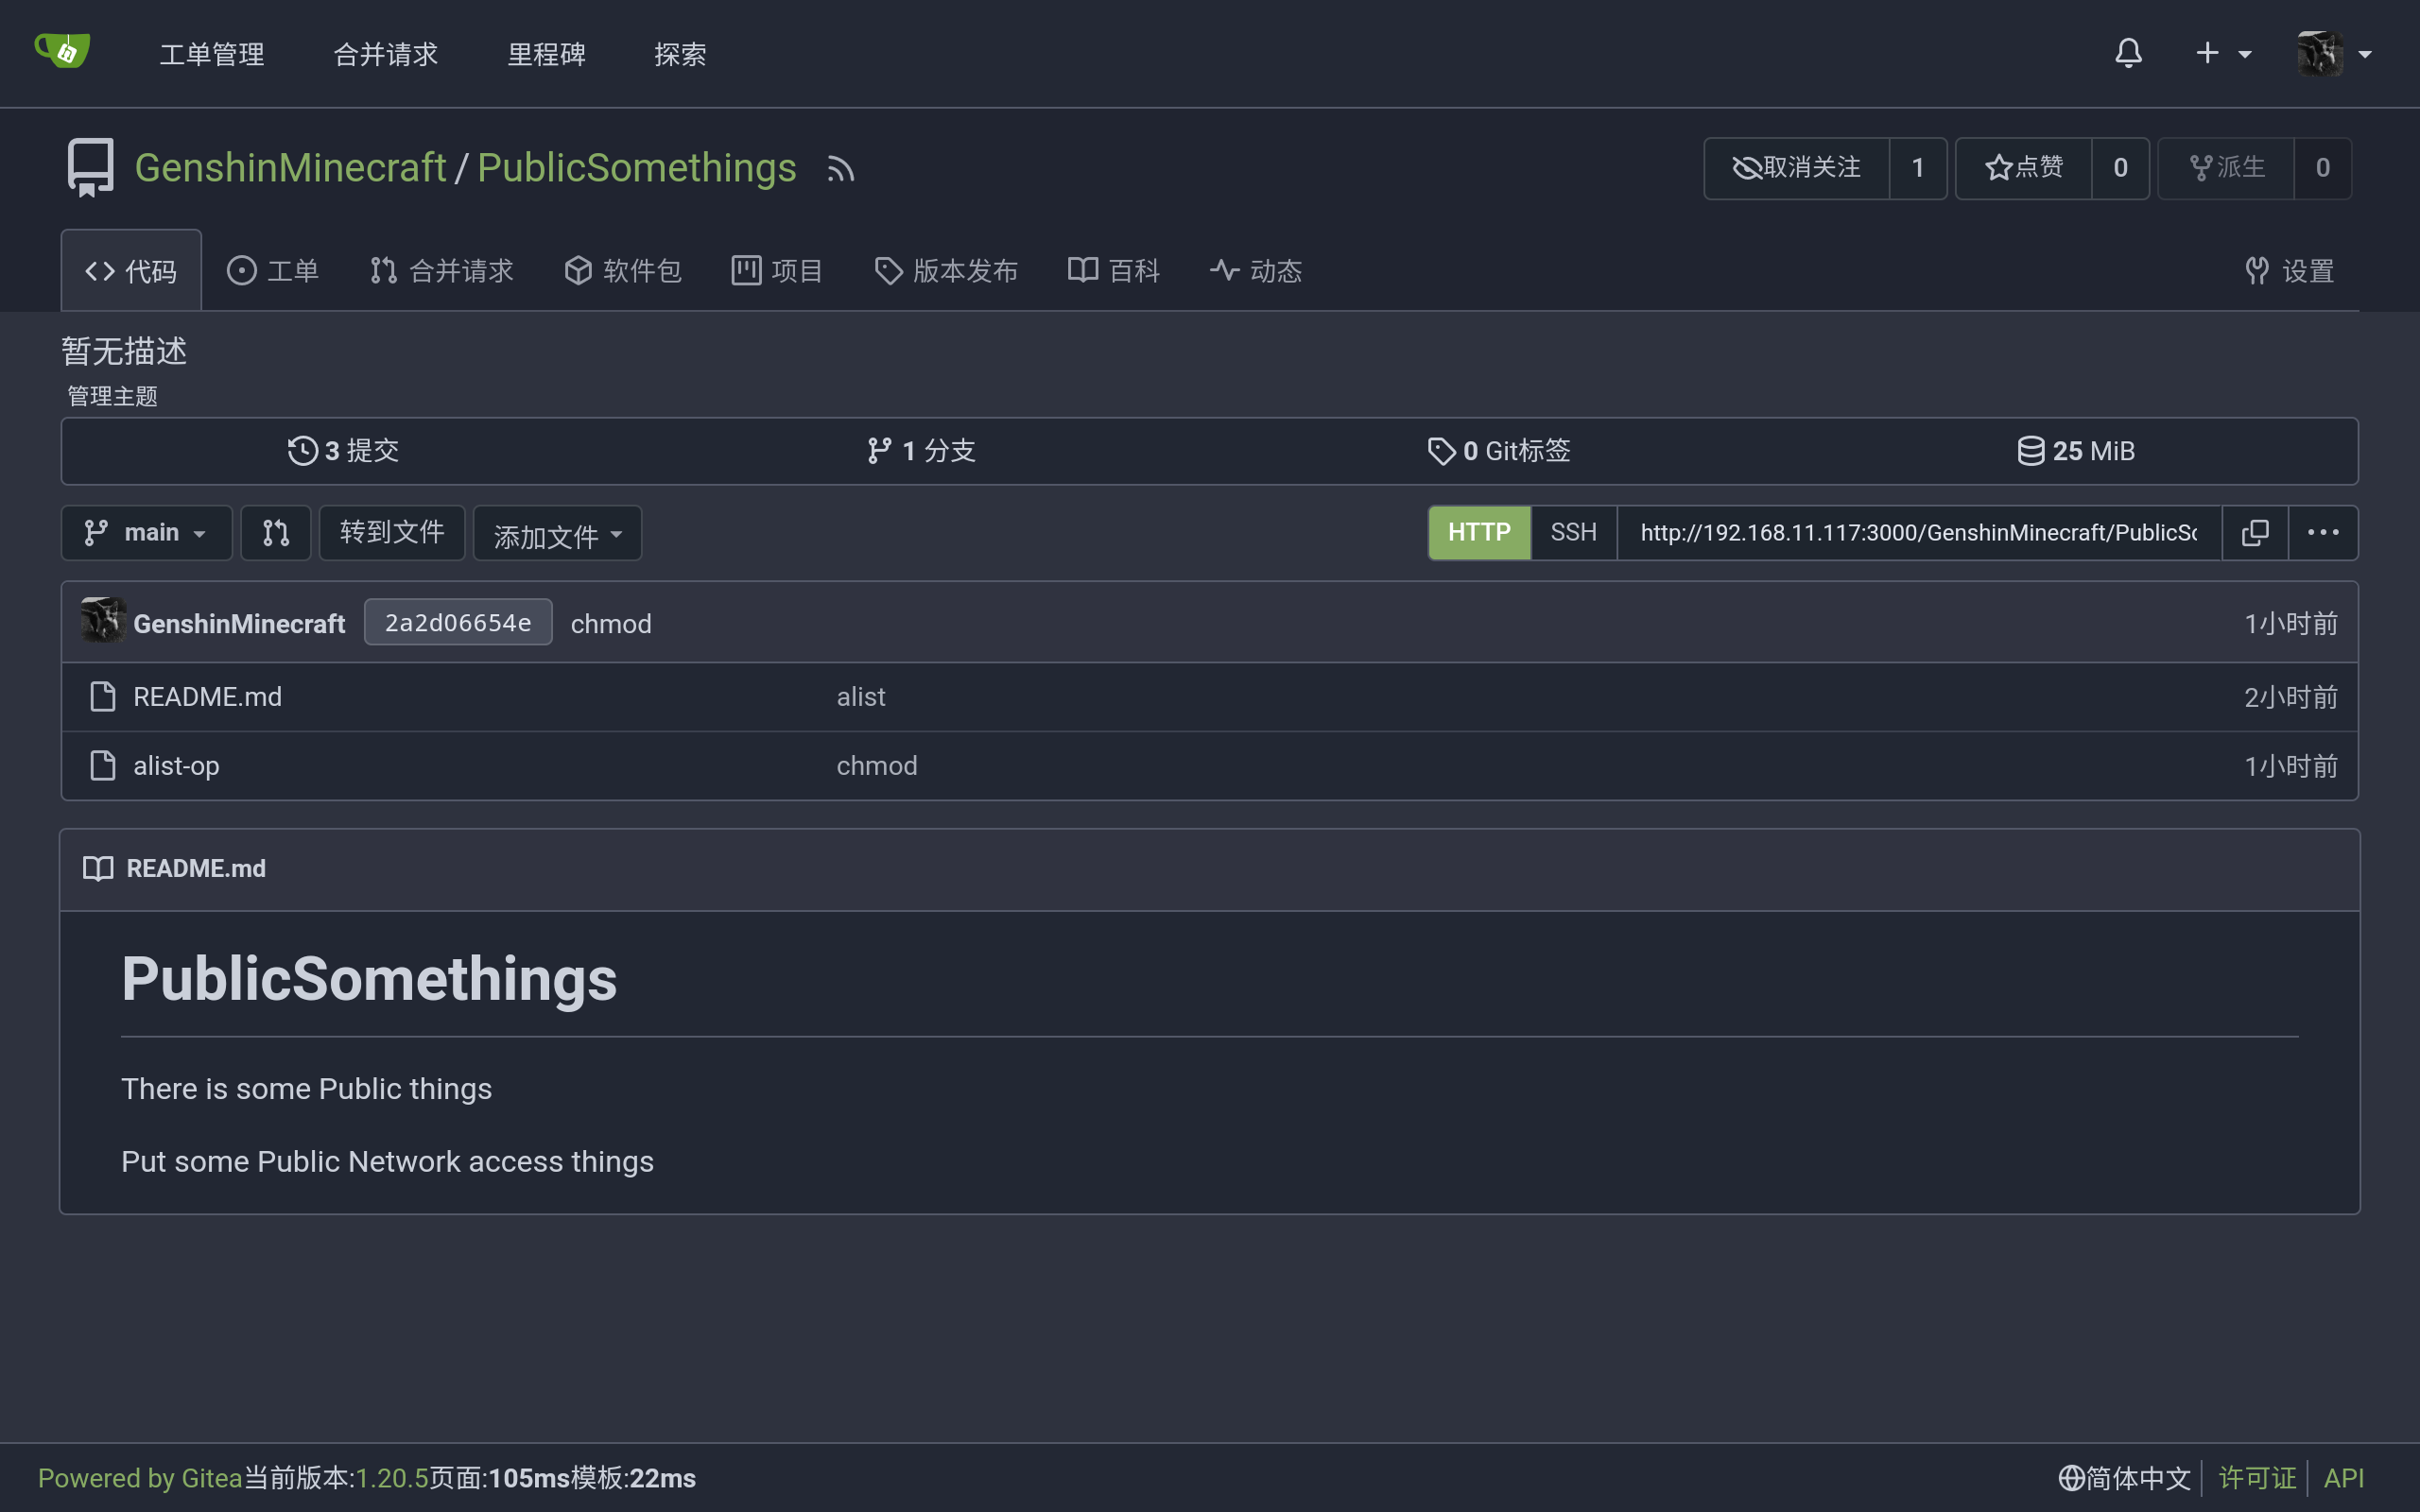 工单管理 合并请求 里程碑 探索
GenshinMinecraft / PublicSomethings 取消关注 1 点赞 0 派生 0
代码 工单 合并请求 软件包 项目 版本发布 百科 动态 设置
暂无描述
管理主题
3 提交 1 分支 0 Git标签 25 MiB
main 转到文件 添加文件 HTTP SSH http://192.168.11.117:3000/GenshinMinecraft/PublicSc
GenshinMinecraft 2a2d06654e chmod 1小时前
README.md alist 2小时前
alist-op chmod 1小时前
README.md
PublicSomethings
There is some Public things
Put some Public Network access things
Powered by Gitea当前版本:1.20.5页面:105ms模板:22ms 简体中文 许可证 API